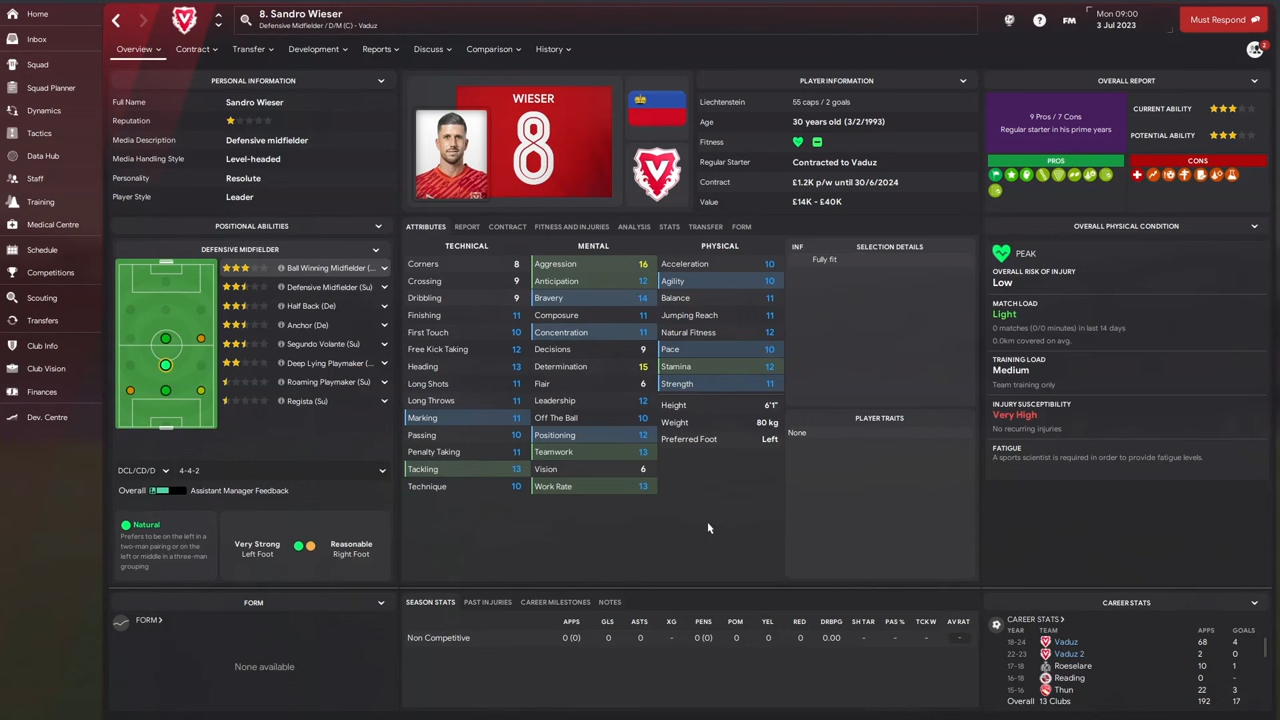 Home
Inbox
Squad
Squad Planner
Dynamics
Tactics
Data Hub
Staff
Training
Medical Centre
Schedule
Competitions
Scouting
Transfers
Club Info
Club Vision
Finances
Dev. Centre
8. Sandro Wieser
Defensive Midfielder / D/M (C) - Vaduz
FM
Mon 09:00
3 Jul 2023
Must Respond
Overview
Contract
Transfer
Development
Reports
Discuss
Comparison
History
2
PERSONAL INFORMATION
Full Name Sandro Wieser
Reputation
Media Description Defensive midfielder
Media Handling Style Level-headed
Personality Resolute
Player Style Leader
WIESER
8
PLAYER INFORMATION
Liechtenstein 55 caps / 2 goals
Age 30 years old (3/2/1993)
Fitness
Regular Starter Contracted to Vaduz
Contract £1.2K p/w until 30/6/2024
Value £14K - £40K
OVERALL REPORT
9 Pros / 7 Cons
Regular starter in his prime years
CURRENT ABILITY
POTENTIAL ABILITY
PROS
CONS
POSITIONAL ABILITIES
DEFENSIVE MIDFIELDER
Ball Winning Midfielder (...
Defensive Midfielder (Su)
Half Back (De)
Anchor (De)
Segundo Volante (Su)
Deep Lying Playmaker (...
Roaming Playmaker (Su)
Regista (Su)
DCL/CD/D
4-4-2
Overall
Assistant Manager Feedback
Natural
Prefers to be on the left in a
two-man pairing or on the
left or middle in a three-man
grouping
Very Strong
Left Foot
Reasonable
Right Foot
ATTRIBUTES
REPORT
CONTRACT
FITNESS AND INJURIES
ANALYSIS
STATS
TRANSFER
FORM
TECHNICAL
Corners 8
Crossing 9
Dribbling 9
Finishing 11
First Touch 10
Free Kick Taking 12
Heading 13
Long Shots 11
Long Throws 11
Marking 11
Passing 10
Penalty Taking 11
Tackling 13
Technique 10
MENTAL
Aggression 16
Anticipation 12
Bravery 14
Composure 11
Concentration 11
Decisions 9
Determination 15
Flair 6
Leadership 12
Off The Ball 10
Positioning 12
Teamwork 13
Vision 6
Work Rate 13
PHYSICAL
Acceleration 10
Agility 10
Balance 11
Jumping Reach 11
Natural Fitness 12
Pace 10
Stamina 12
Strength 11
Height 6'1"
Weight 80 kg
Preferred Foot Left
INF
SELECTION DETAILS
Fully fit
PLAYER TRAITS
None
OVERALL PHYSICAL CONDITION
PEAK
OVERALL RISK OF INJURY
Low
MATCH LOAD
Light
0 matches (0/0 minutes) in last 14 days
0.0km covered on avg.
TRAINING LOAD
Medium
Team training only
INJURY SUSCEPTIBILITY
Very High
No recurring injuries
FATIGUE
A sports scientist is required in order to provide fatigue levels.
FORM
FORM
None available
SEASON STATS
PAST INJURIES
CAREER MILESTONES
NOTES
APPS GLS ASTS XG PENS POM YEL RED DRBPG SH TAR PAS % TCK W AV RAT
Non Competitive 0 (0) 0 0 - 0 (0) 0 0 0 0.00 - - - -
CAREER STATS
CAREER STATS
YEAR TEAM APPS GOALS
18-24 Vaduz 68 4
22-23 Vaduz 2 2 0
17-18 Roeselare 10 1
16-18 Reading 0 -
15-16 Thun 22 3
Overall 13 Clubs 192 17